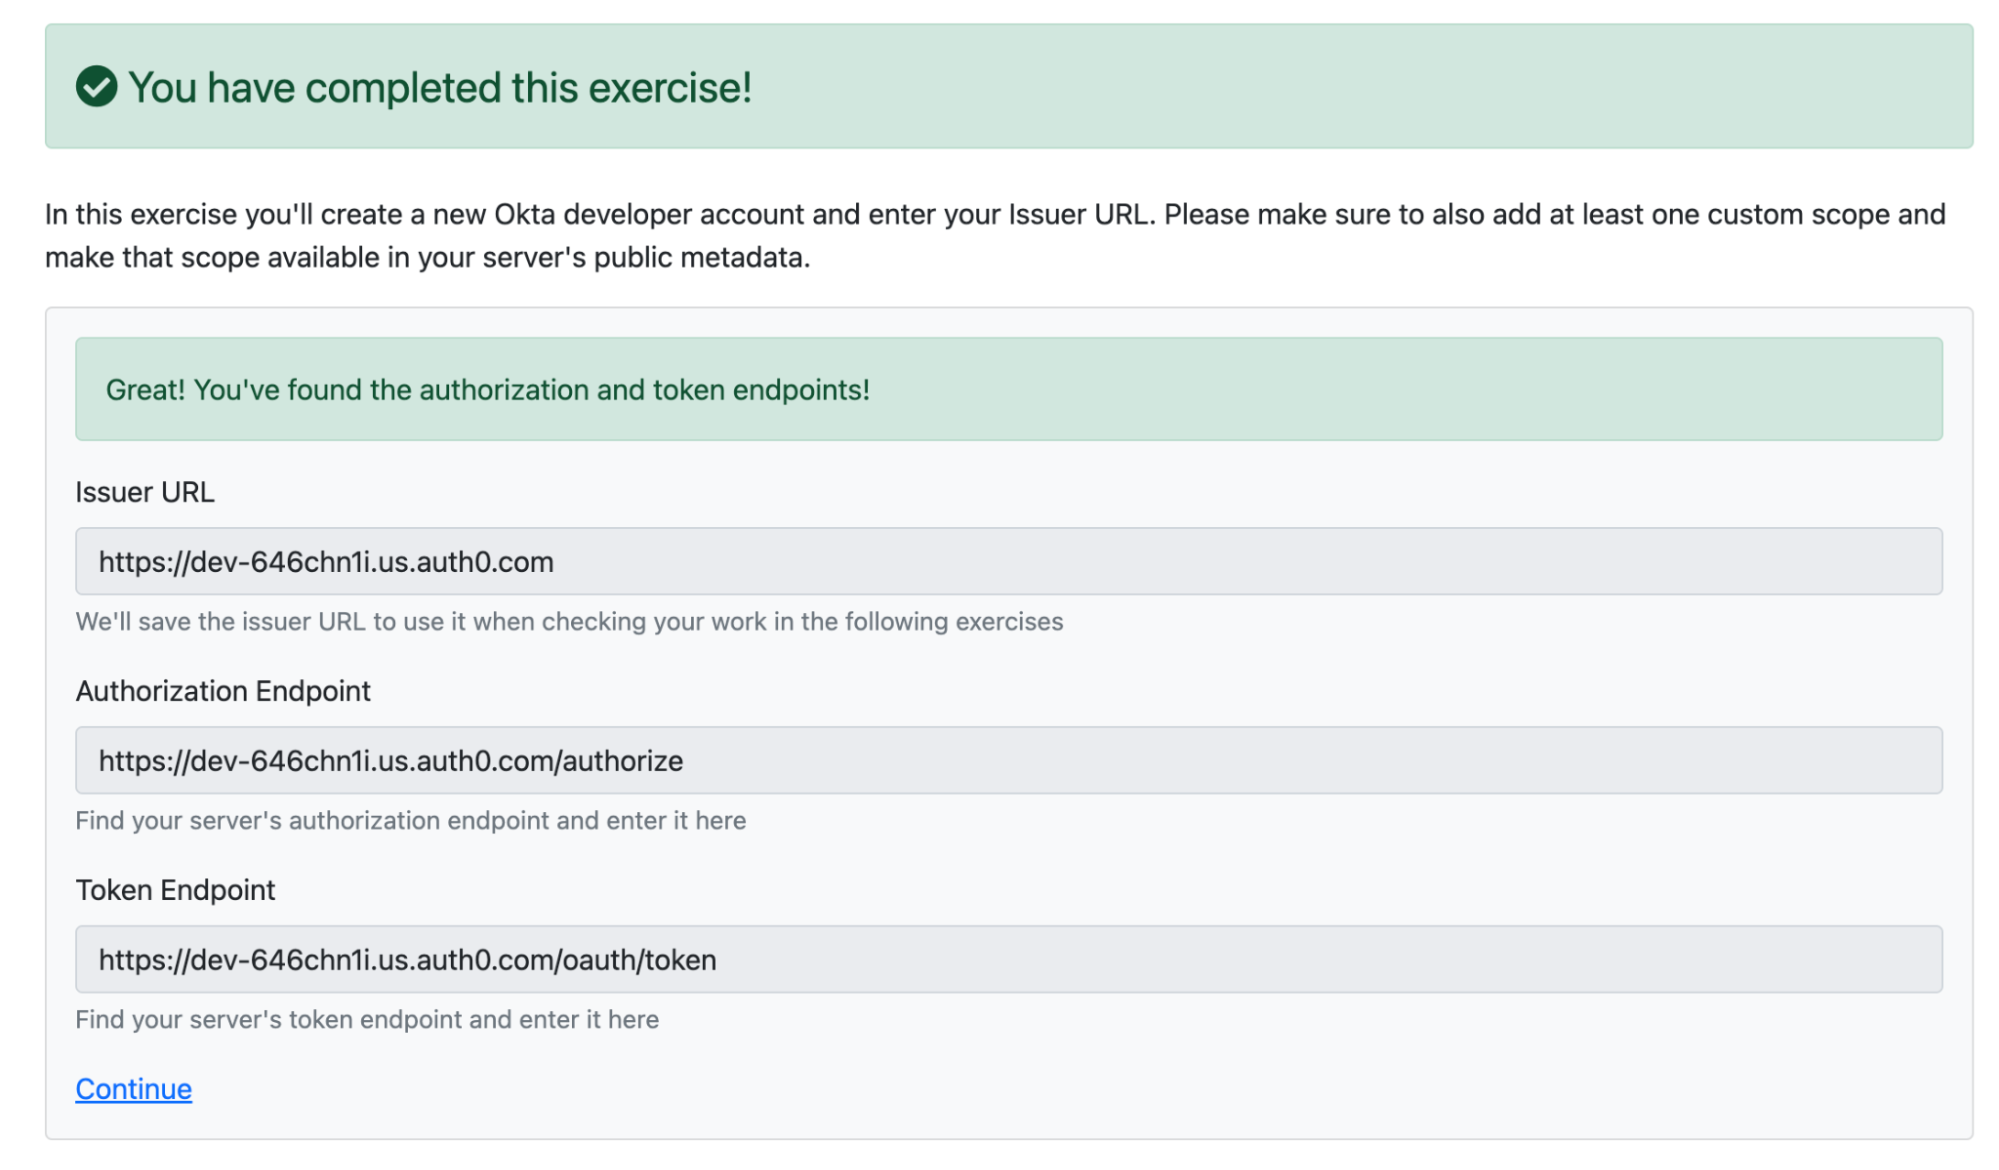 You have completed this exercise!
In this exercise you'll create a new Okta developer account and enter your Issuer URL. Please make sure to also add at least one custom scope and
make that scope available in your server's public metadata.
Great! You've found the authorization and token endpoints!
Issuer URL
https://dev-646chn1i.us.auth0.com
We'll save the issuer URL to use it when checking your work in the following exercises
Authorization Endpoint
https://dev-646chn1i.us.auth0.com/authorize
Find your server's authorization endpoint and enter it here
Token Endpoint
https://dev-646chn1i.us.auth0.com/oauth/token
Find your server's token endpoint and enter it here
Continue